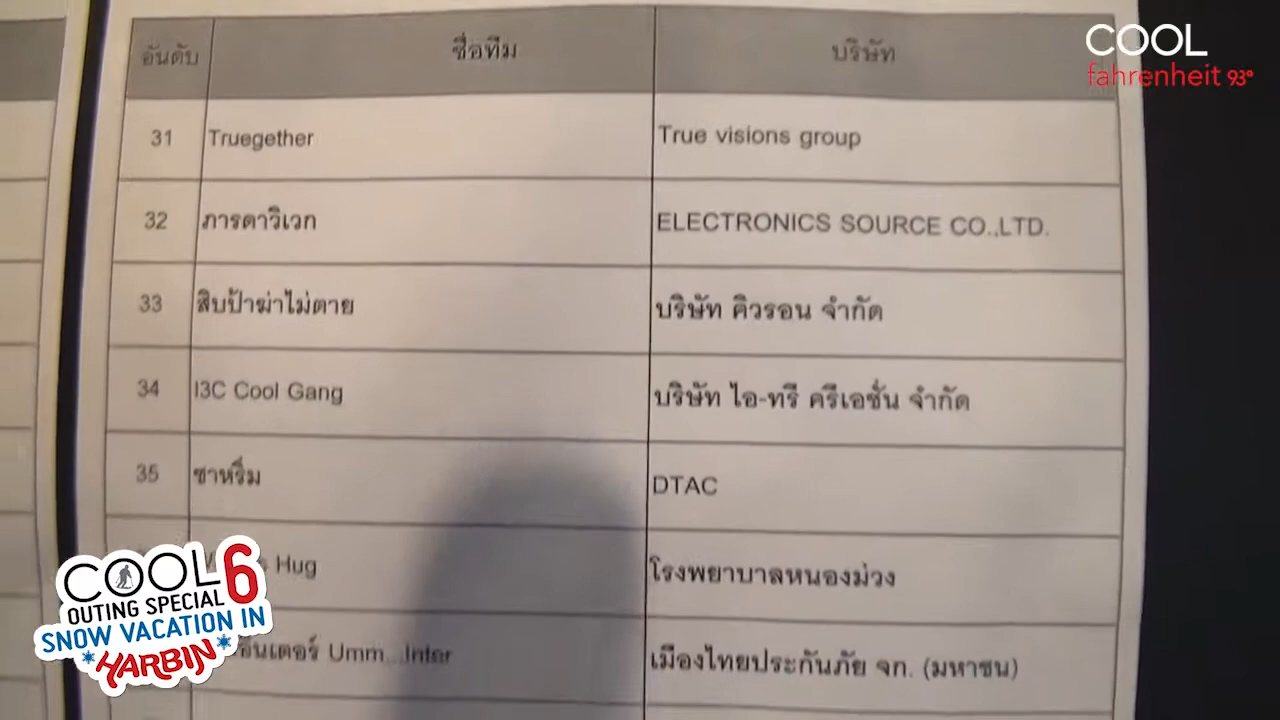 COOL
fahrenheit 93°
อันดับ ชื่อทีม บริษัท
31 Truegether True visions group
32 ภารดาวิเวก ELECTRONICS SOURCE CO.,LTD.
33 สิบป้าฆ่าไม่ตาย บริษัท คิวรอน จำกัด
34 I3C Cool Gang บริษัท ไอ-ทรี ครีเอชั่น จำกัด
35 ซาหริ่ม DTAC
Hug โรงพยาบาลหนองม่วง
อินเตอร์ Umm...Inter เมืองไทยประกันภัย จก. (มหาชน)
COOL 6
OUTING SPECIAL
SNOW VACATION IN
HARBIN